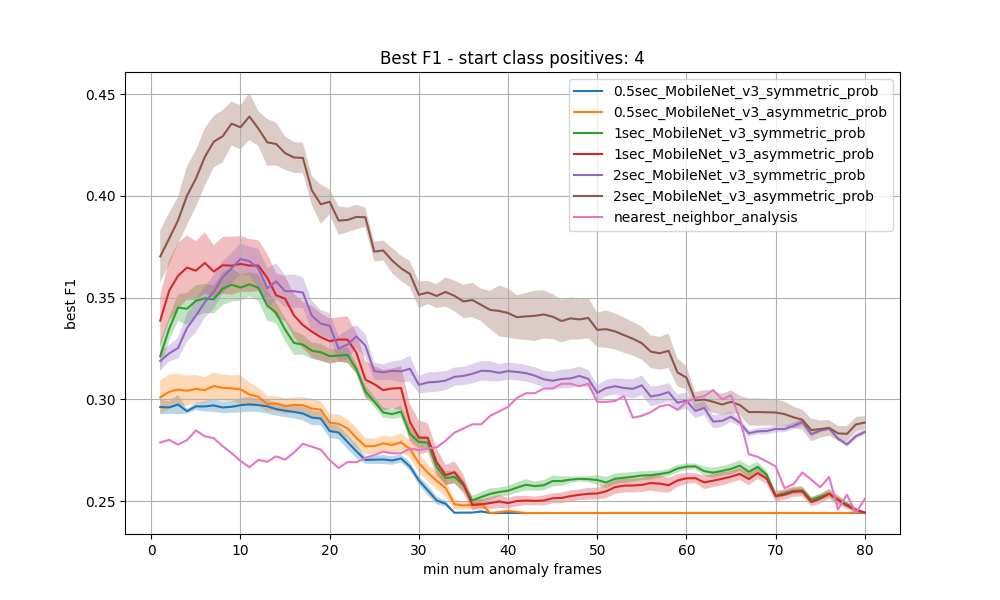 Best F1 - start class positives: 4
0.45
0.40
0.35
0.30
0.25
best F1
0.5sec_MobileNet_v3_symmetric_prob
0.5sec_MobileNet_v3_asymmetric_prob
1sec_MobileNet_v3_symmetric_prob
1sec_MobileNet_v3_asymmetric_prob
2sec_MobileNet_v3_symmetric_prob
2sec_MobileNet_v3_asymmetric_prob
nearest_neighbor_analysis
0 10 20 30 40 50 60 70 80
min num anomaly frames